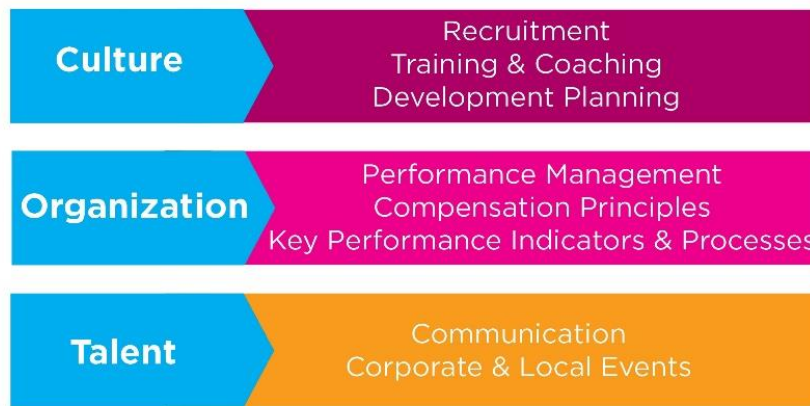 Culture
Recruitment
Training & Coaching
Development Planning
Organization
Performance Management
Compensation Principles
Key Performance Indicators & Processes
Talent
Communication
Corporate & Local Events